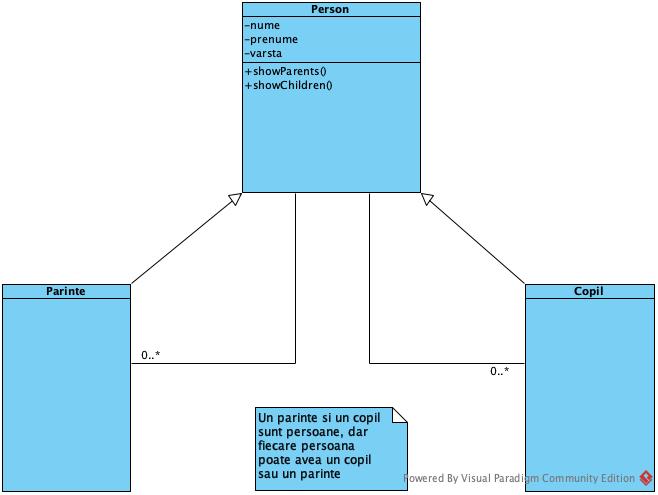 Person
-nume
-prenume
-varsta
+showParents()
+showChildren()
Parinte
Copil
0..*
0..*
Un parinte si un copil
sunt persoane, dar
fiecare persoana
poate avea un copil
sau un parinte
Powered By Visual Paradigm Community Edition